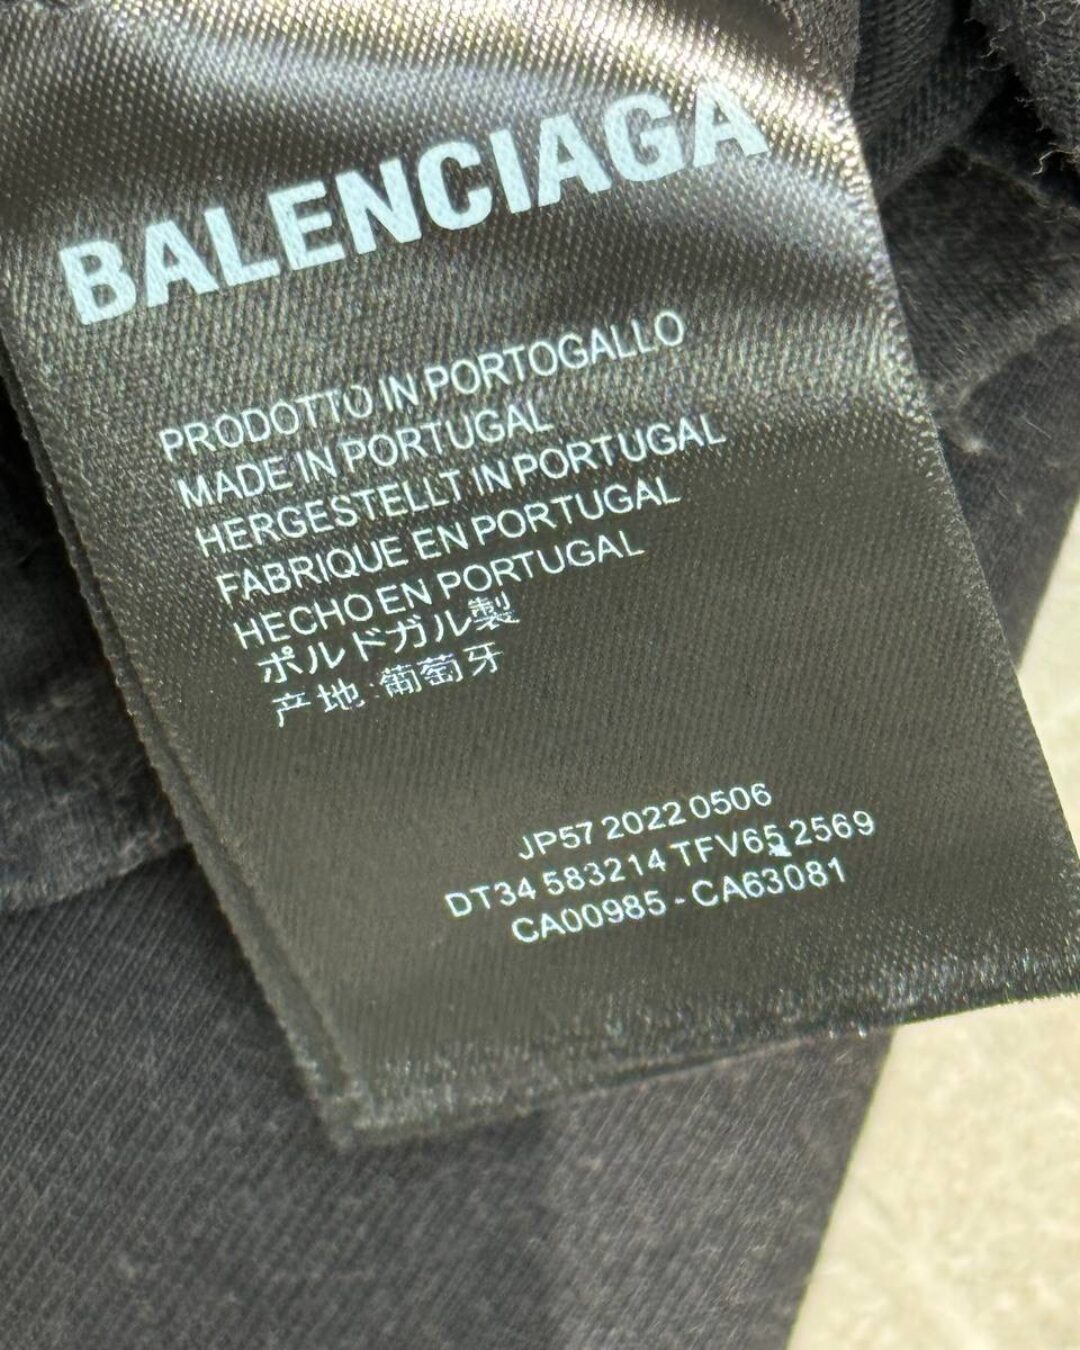 BALENCIAGA
PRODOTTO IN PORTOGALLO
MADE IN PORTUGAL
HERGESTELLT IN PORTUGAL
FABRIQUE EN PORTUGAL
HECHO EN PORTUGAL
ポルドガル製
产地:葡萄牙
JP57 2022 0506
DT34 583214 TFV65 2569
CA00985 - CA63081